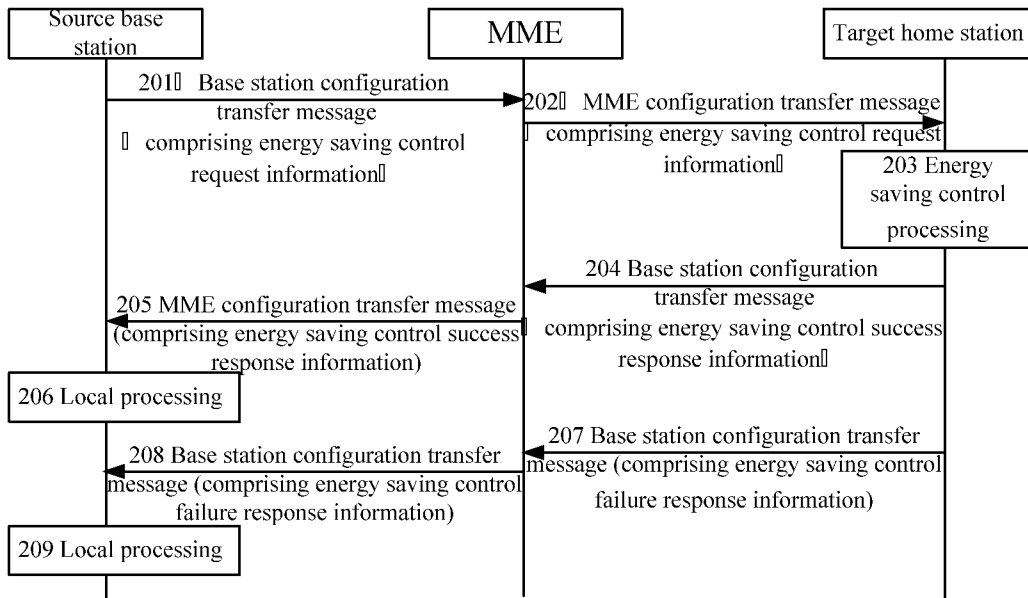 Source base
station
MME
Target home station
201 Base station configuration
transfer message
comprising energy saving control
request information
202 MME configuration transfer message
comprising energy saving control request
information
203 Energy
saving control
processing
204 Base station configuration
transfer message
comprising energy saving control success
response information
205 MME configuration transfer message
(comprising energy saving control success
response information)
206 Local processing
207 Base station configuration transfer
message (comprising energy saving control
failure response information)
208 Base station configuration transfer
message (comprising energy saving control
failure response information)
209 Local processing